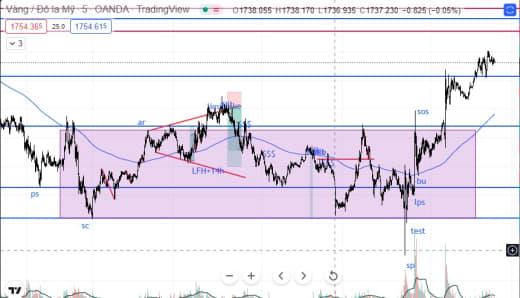 Vàng / Đô la Mỹ · 5 · OANDA · TradingView
O1738.055 H1738.170 L1736.935 C1737.230 −0.825 (−0.05%)
1754.365 25.0 1754.615
3
ar
LFH+14h
$$$
sos
ps
bu
lps
sc
test
sp